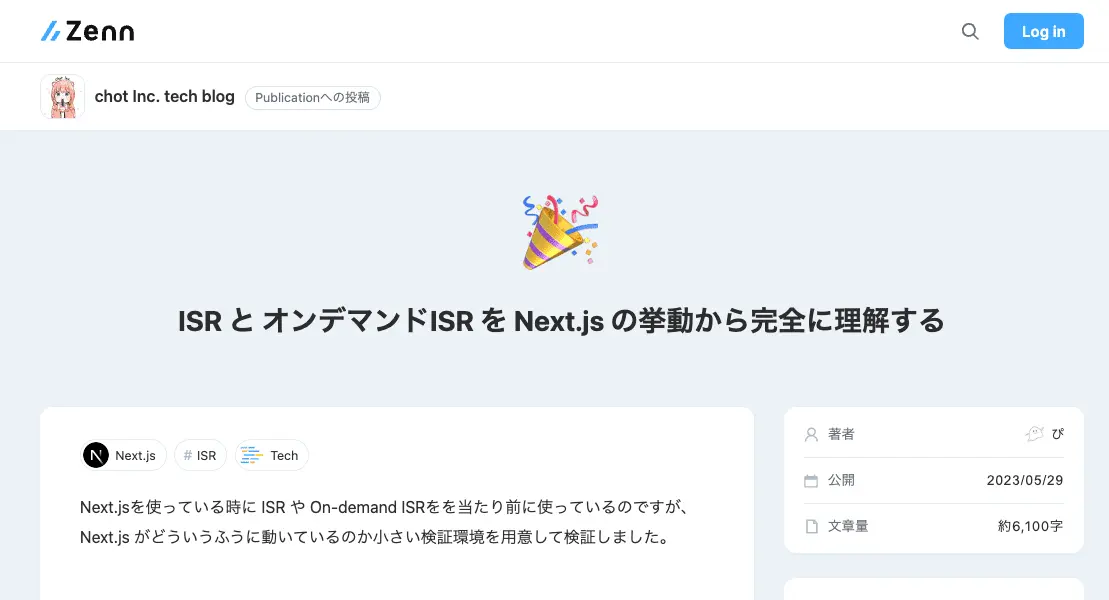 Zenn
Log in
chot Inc. tech blog
Publicationへの投稿
ISR と オンデマンドISR を Next.js の挙動から完全に理解する
N Next.js # ISR Tech
Next.jsを使っている時に ISR や On-demand ISRをを当たり前に使っているのですが、
Next.js がどういうふうに動いているのか小さい検証環境を用意して検証しました。
著者 ぴ
公開 2023/05/29
文章量 約6,100字